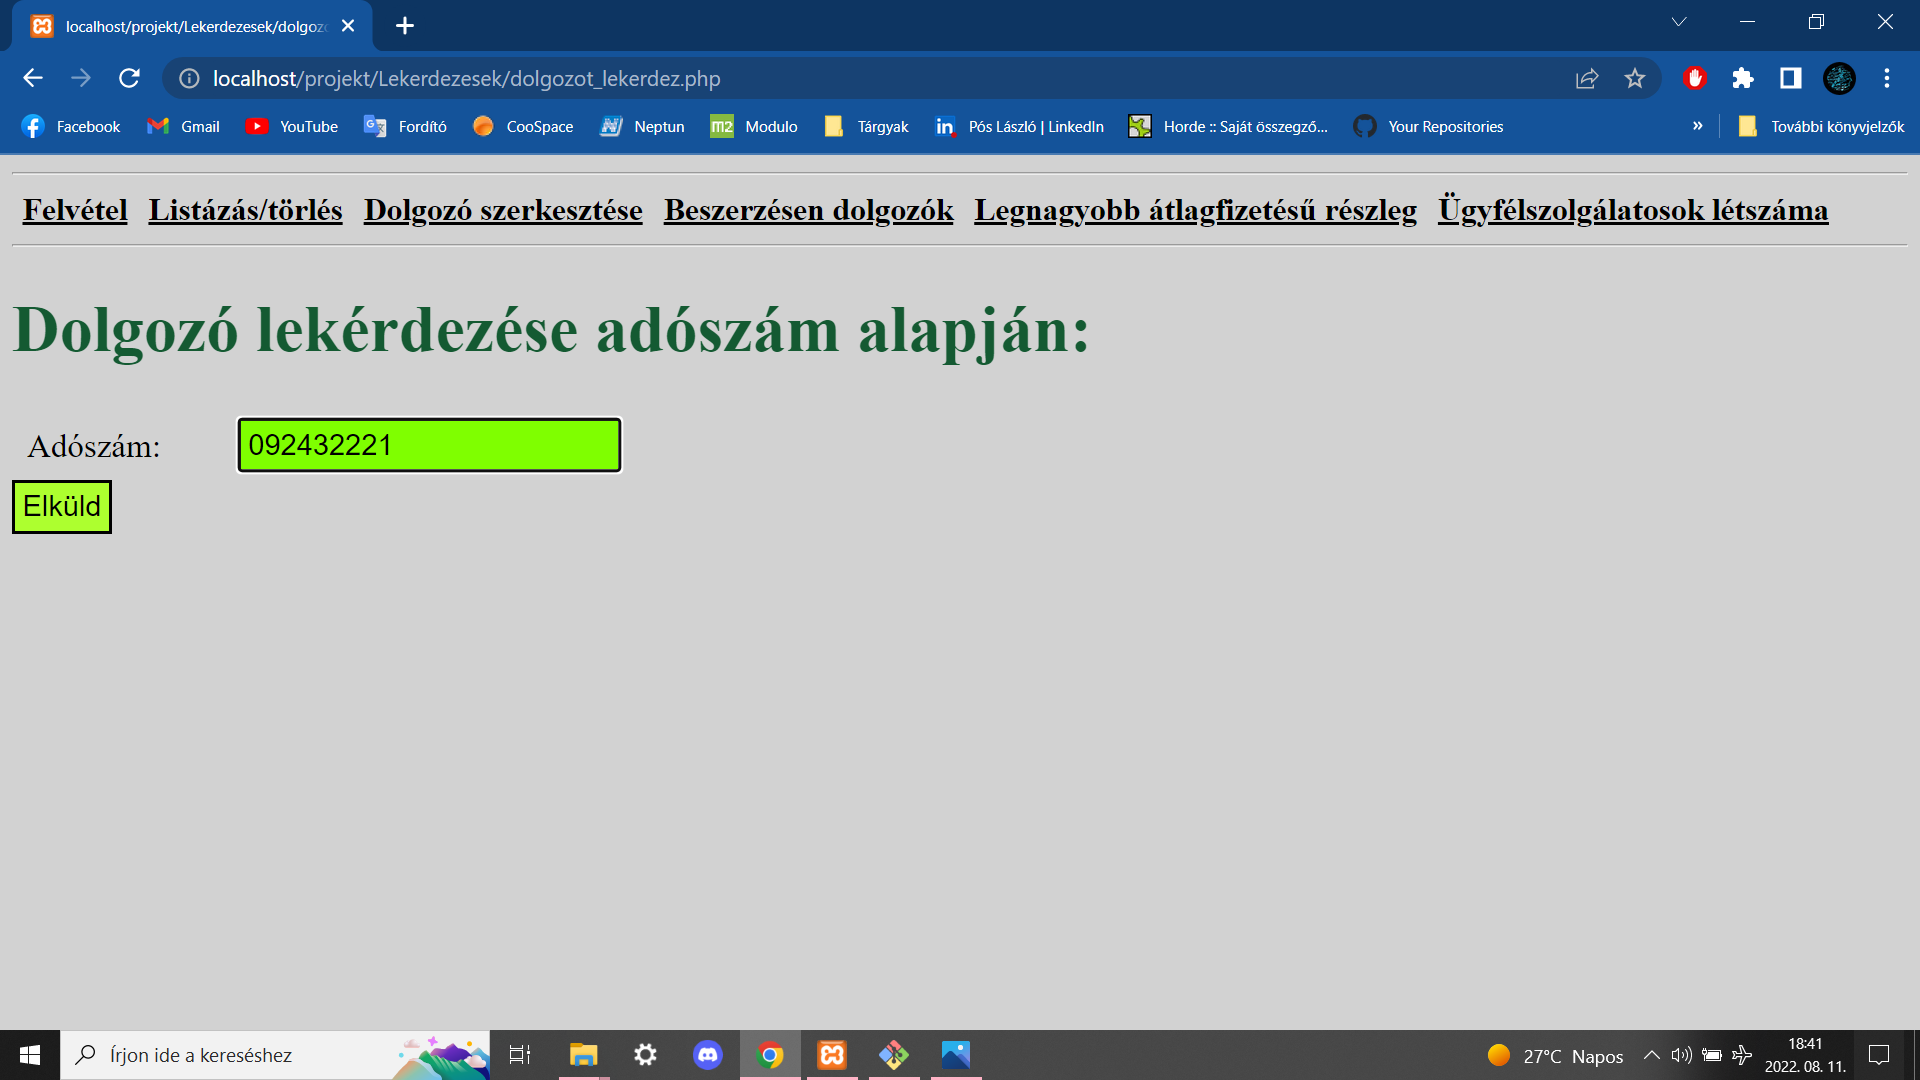 localhost/projekt/Lekerdezesek/dolgozo
localhost/projekt/Lekerdezesek/dolgozot_lekerdez.php
Facebook Gmail YouTube Fordító CooSpace Neptun m2 Modulo Tárgyak Pós László | LinkedIn Horde :: Saját összegző... Your Repositories » További könyvjelzők
Felvétel Listázás/törlés Dolgozó szerkesztése Beszerzésen dolgozók Legnagyobb átlagfizetésű részleg Ügyfélszolgálatosok létszáma
Dolgozó lekérdezése adószám alapján:
Adószám: 092432221
Elküld
Írjon ide a kereséshez
27°C Napos
18:41
2022. 08. 11.